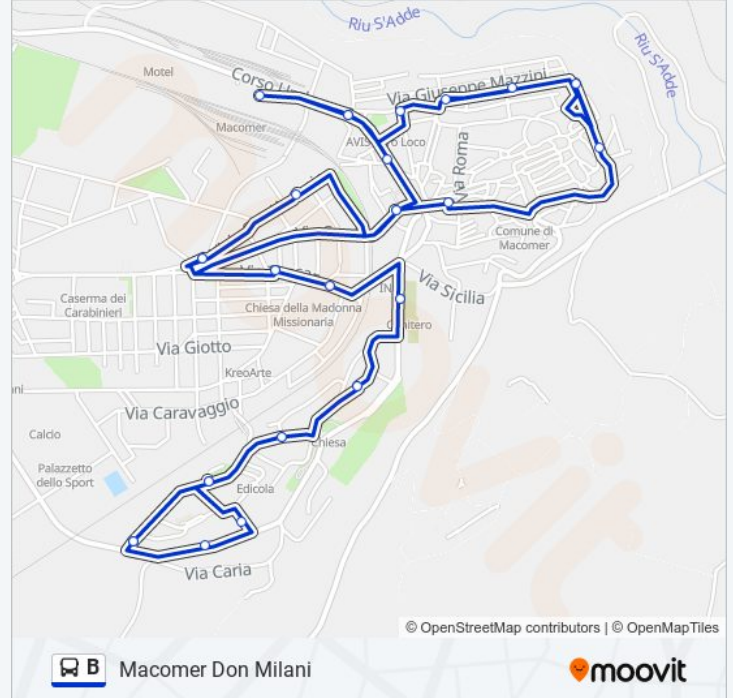 Riu S'Adde
Riu S'Adde
Motel
Corso
Via Giuseppe Mazzini
Macomer
AVIS
Loco
Via Roma
Comune di
Macomer
Via Sicilia
Caserma dei
Carabinieri
Chiesa della Madonna
Missionaria
Via Giotto
KreoArte
Via Caravaggio
Calcio
Chiesa
Palazzetto
dello Sport
Edicola
Via Caria
© OpenStreetMap contributors | © OpenMapTiles
B Macomer Don Milani
moovit